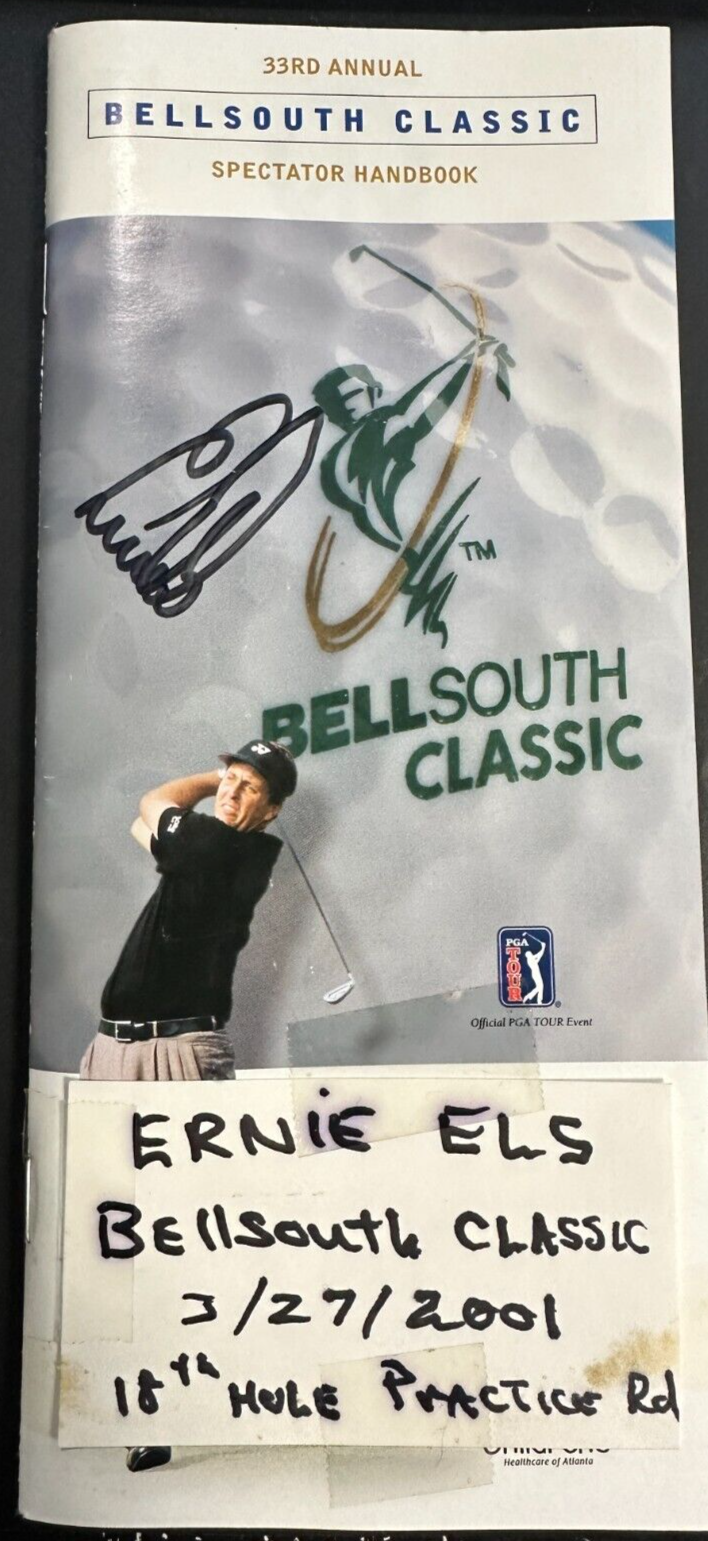 33RD ANNUAL
BELLSOUTH CLASSIC
SPECTATOR HANDBOOK
TM
BELLSOUTH
CLASSIC
PGA
TOUR
Official PGA TOUR Event
ERNiE ELS
BEllSouth CLASSIC
3/27/2001
18th HOLE PRACTICE Rd
Healthcare of Atlanta